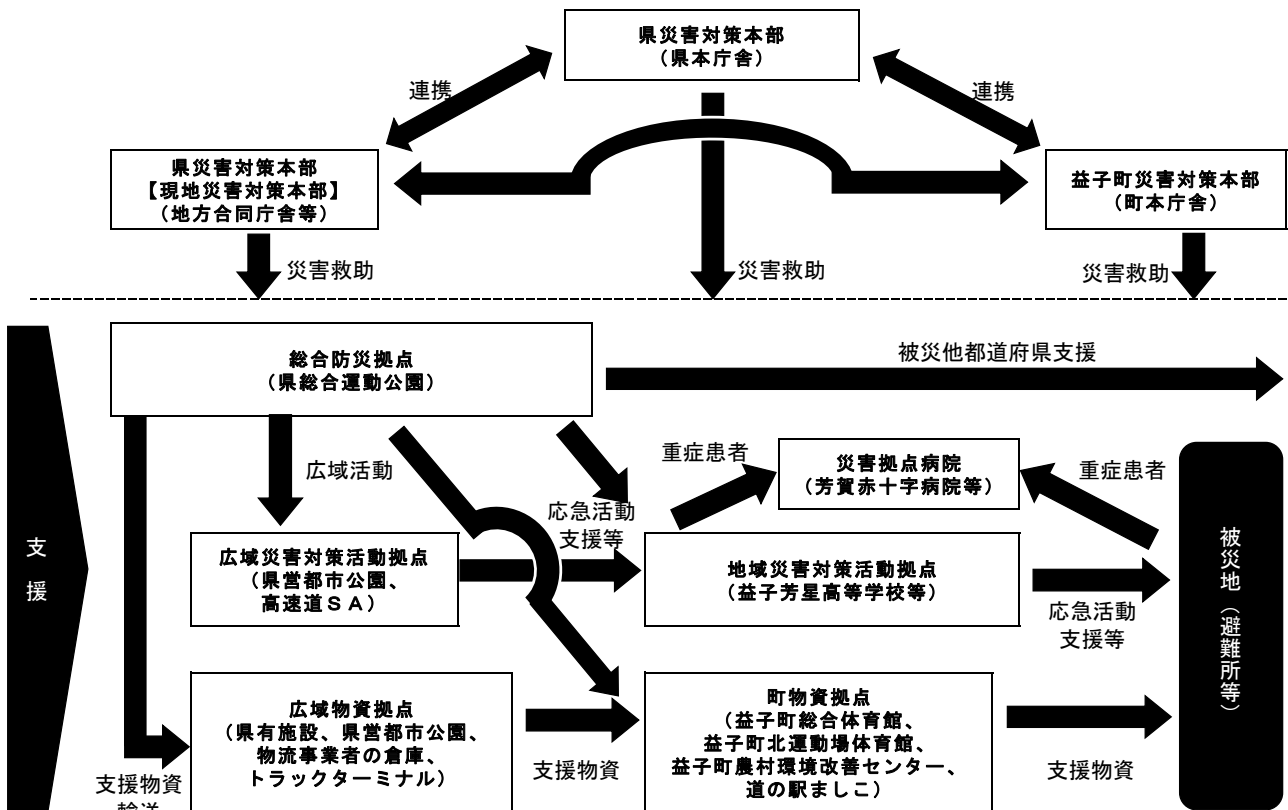 県災害対策本部
（県本庁舎）
連携
連携
県災害対策本部
【現地災害対策本部】
（地方合同庁舎等）
益子町災害対策本部
（町本庁舎）
災害救助
災害救助
災害救助
支援
総合防災拠点
（県総合運動公園）
被災他都道府県支援
広域活動
応急活動
支援等
重症患者
災害拠点病院
（芳賀赤十字病院等）
重症患者
広域災害対策活動拠点
（県営都市公園、
高速道ＳＡ）
地域災害対策活動拠点
（益子芳星高等学校等）
応急活動
支援等
被災地（避難所等）
広域物資拠点
（県有施設、県営都市公園、
物流事業者の倉庫、
トラックターミナル）
支援物資
町物資拠点
（益子町総合体育館、
益子町北運動場体育館、
益子町農村環境改善センター、
道の駅ましこ）
支援物資
支援物資
輸送